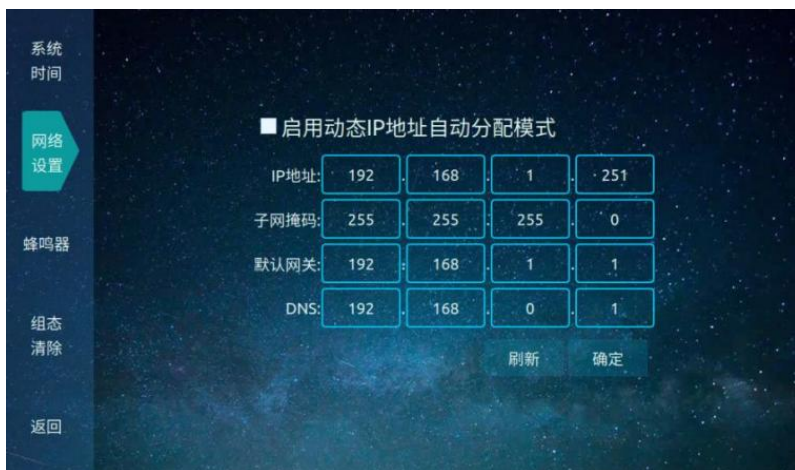 系统
时间
网络
设置
蜂鸣器
组态
清除
返回
■启用动态IP地址自动分配模式
IP地址: 192 . 168 . 1 . 251
子网掩码: 255 . 255 . 255 . 0
默认网关: 192 . 168 . 1 . 1
DNS: 192 . 168 . 0 . 1
刷新 确定